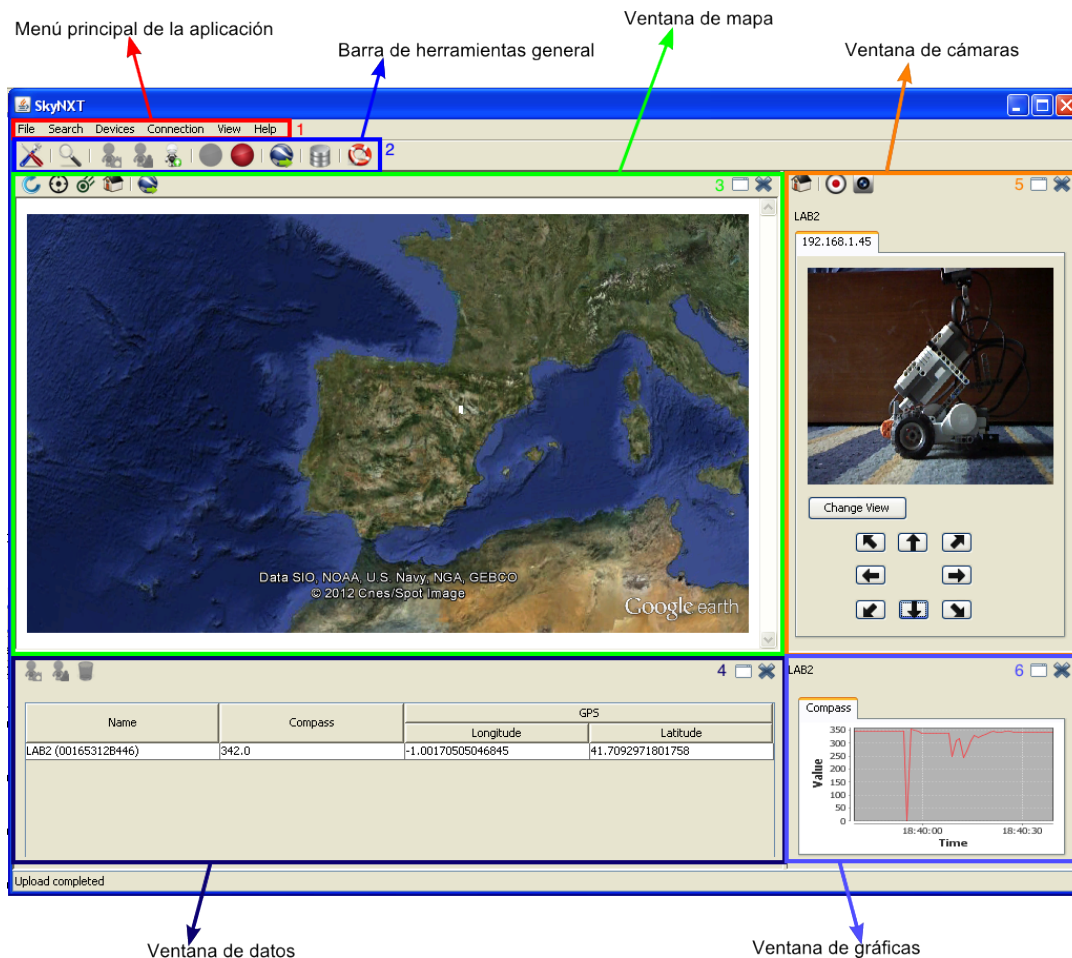 Menú principal de la aplicación
Barra de herramientas general
Ventana de mapa
Ventana de cámaras
SkyNXT
File Search Devices Connection View Help 1
2
3
5
LAB2
192.168.1.45
Change View
Data SIO, NOAA, U.S. Navy, NGA, GEBCO
© 2012 Cnes/Spot Image
Google earth
4
Name Compass GPS
Longitude Latitude
LAB2 (00165312B446) 342.0 -1.00170505046845 41.7092971801758
LAB2 6
Compass
350
300
250
200
150
100
50
0
Value
18:40:00 18:40:30
Time
Upload completed
Ventana de datos
Ventana de gráficas